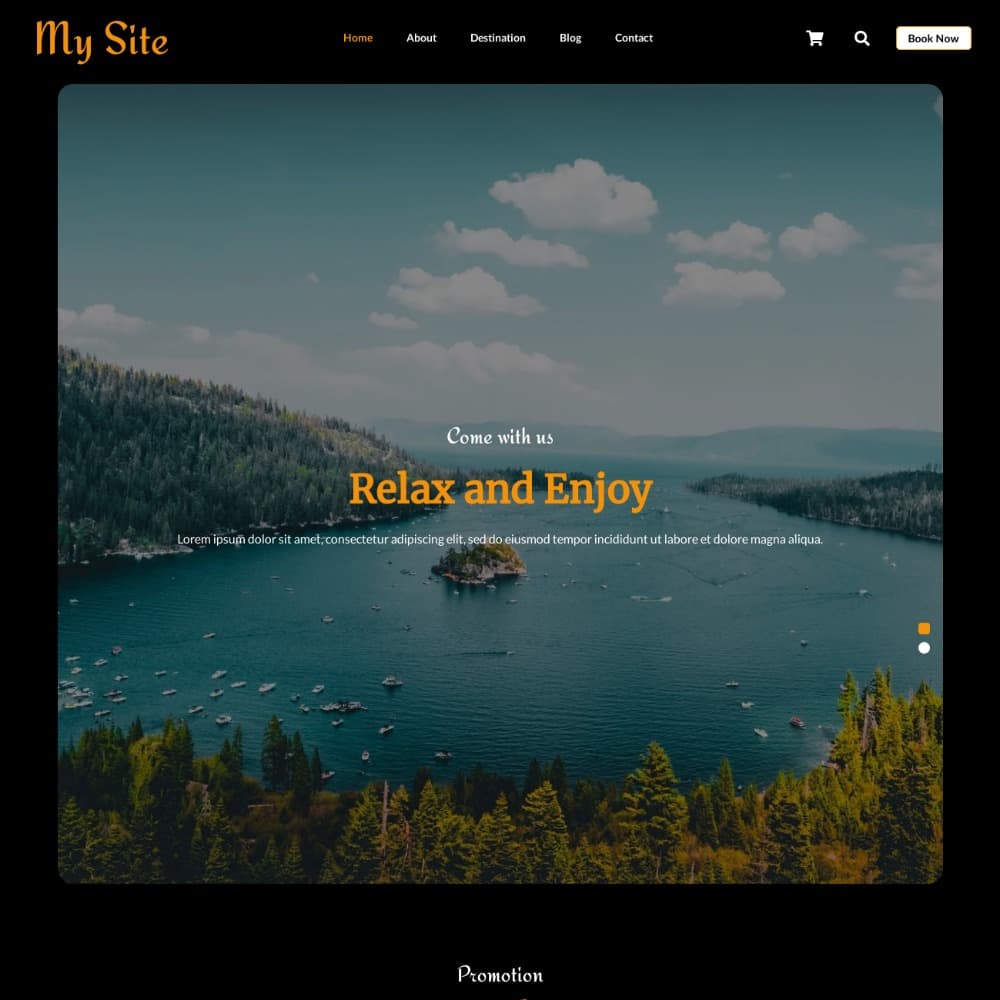 My Site
Home
About
Destination
Blog
Contact
Book Now
Come with us
Relax and Enjoy
Lorem ipsum dolor sit amet, consectetur adipiscing elit, sed do eiusmod tempor incididunt ut labore et dolore magna aliqua.
Promotion